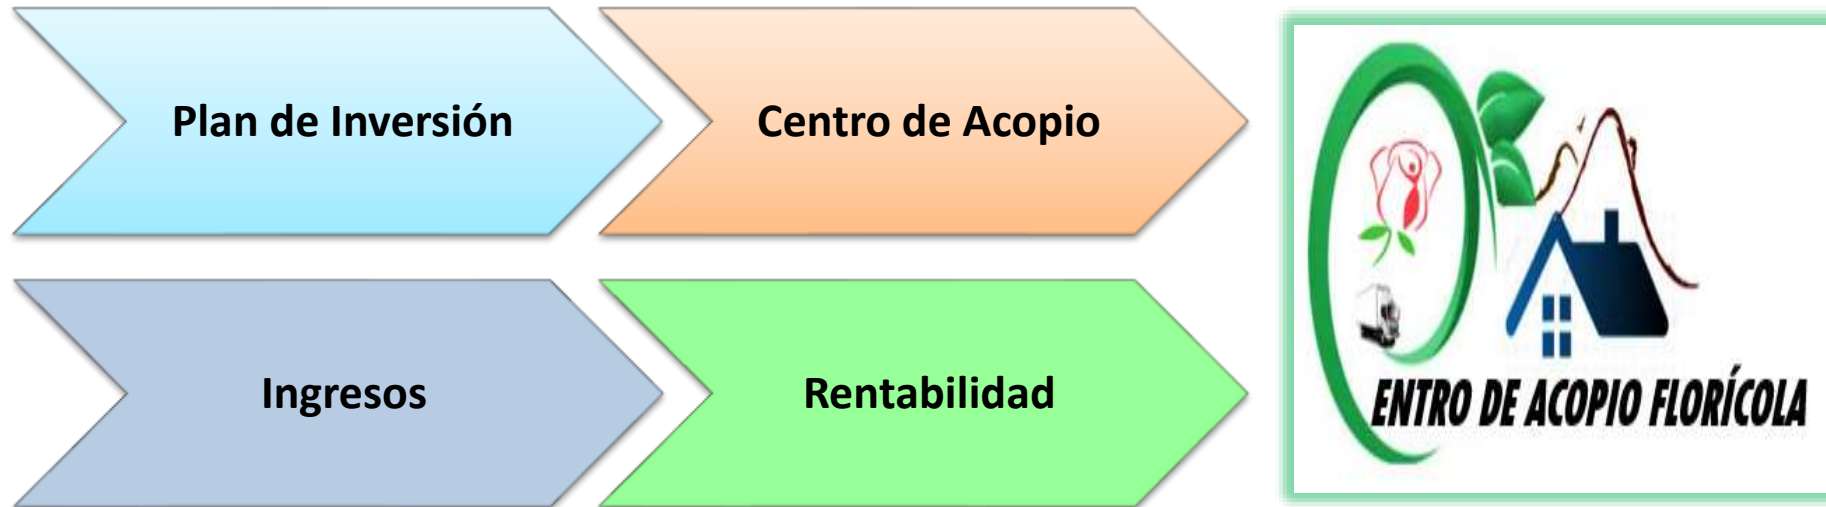 Plan de Inversión
Centro de Acopio
Ingresos
Rentabilidad
ENTRO DE ACOPIO FLORÍCOLA